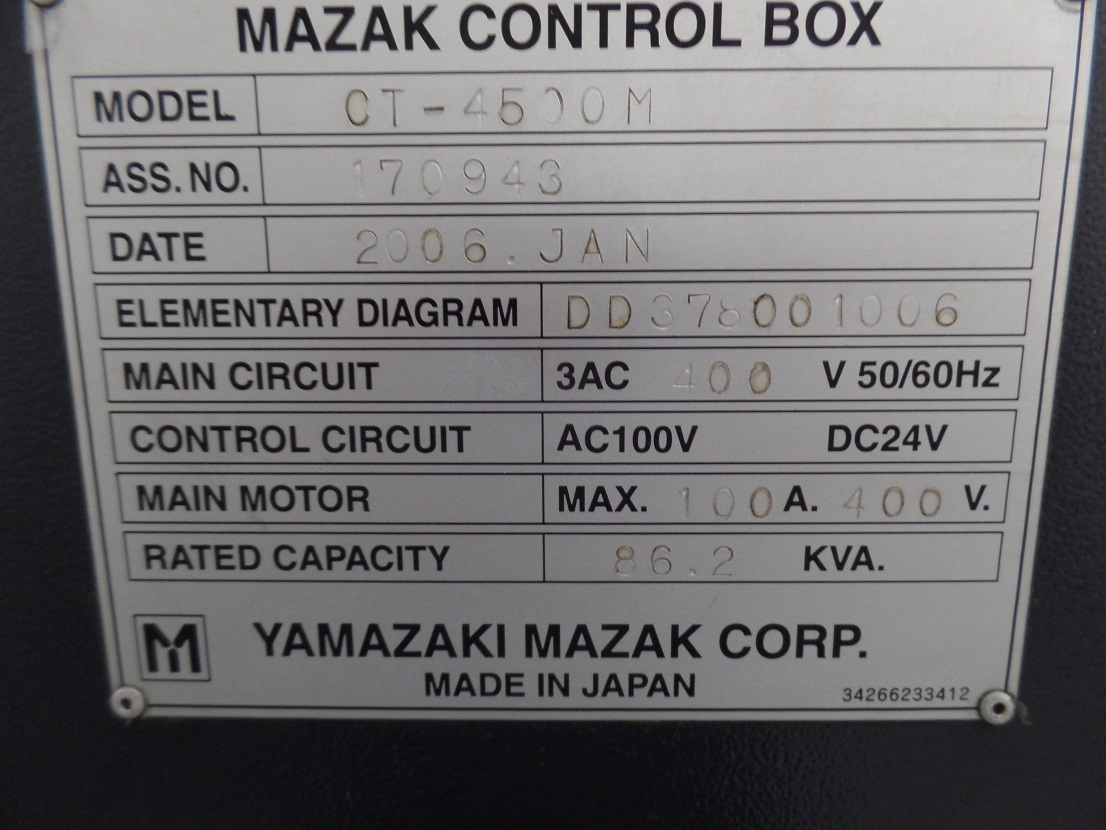 MAZAK CONTROL BOX
MODEL CT-4500M
ASS. NO. 170943
DATE 2006.JAN
ELEMENTARY DIAGRAM DD378001006
MAIN CIRCUIT 3AC 400 V 50/60Hz
CONTROL CIRCUIT AC100V DC24V
MAIN MOTOR MAX. 100 A. 400 V.
RATED CAPACITY 86.2 KVA.
M YAMAZAKI MAZAK CORP.
MADE IN JAPAN 34266233412